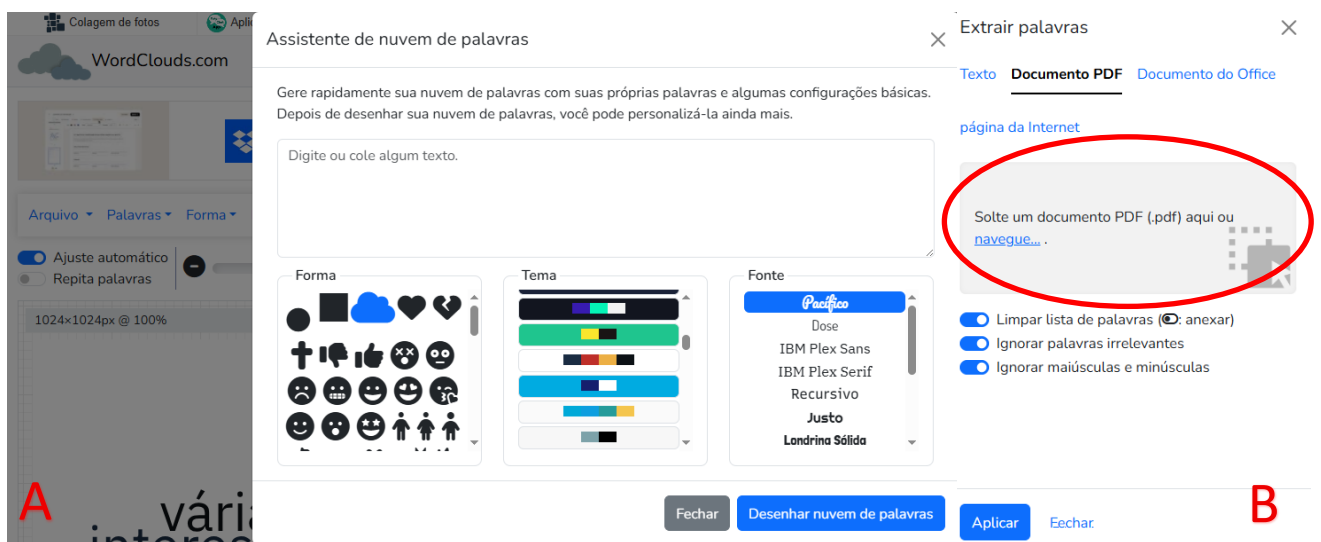 Colagem de fotos
WordClouds.com
Arquivo Palavras Forma
Ajuste automático
Repita palavras
1024×1024px @ 100%
A
Assistente de nuvem de palavras
Gere rapidamente sua nuvem de palavras com suas próprias palavras e algumas configurações básicas.
Depois de desenhar sua nuvem de palavras, você pode personalizá-la ainda mais.
Digite ou cole algum texto.
Forma
Tema
Fonte
Pacífico
Dose
IBM Plex Sans
IBM Plex Serif
Recursivo
Justo
Londrina Sólida
Fechar Desenhar nuvem de palavras
Extrair palavras
Texto Documento PDF Documento do Office
página da Internet
Solte um documento PDF (.pdf) aqui ou
navegue... .
Limpar lista de palavras ( : anexar)
Ignorar palavras irrelevantes
Ignorar maiúsculas e minúsculas
Aplicar Fechar
B